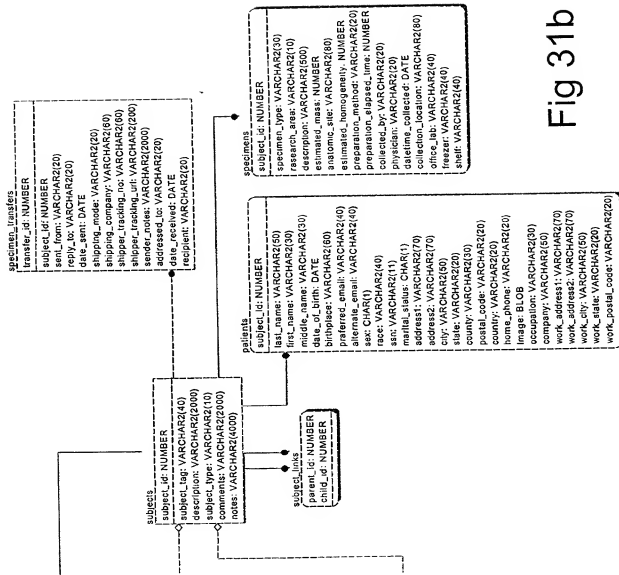 specimen_transfers
transfer_id: NUMBER
subject_id: NUMBER
sent_from: VARCHAR2(20)
reply_to: VARCHAR2(20)
date_sent: DATE
shipping_mode: VARCHAR2(20)
shipping_company: VARCHAR2(60)
shipper_tracking_no: VARCHAR2(60)
shipper_tracking_url: VARCHAR2(200)
sender_notes: VARCHAR2(2000)
addressed_to: VARCHAR2(20)
date_received: DATE
recipient: VARCHAR2(20)
specimens
subject_id: NUMBER
specimen_type: VARCHAR2(30)
research_area: VARCHAR2(10)
description: VARCHAR2(500)
estimated_mass: NUMBER
anatomic_site: VARCHAR2(80)
estimated_homogeneity: NUMBER
preparation_method: VARCHAR2(20)
preparation_elapsed_time: NUMBER
collected_by: VARCHAR2(20)
physician: VARCHAR2(20)
datetime_collected: DATE
collection_location: VARCHAR2(80)
office_lab: VARCHAR2(40)
freezer: VARCHAR2(40)
shelf: VARCHAR2(40)
patients
subject_id: NUMBER
last_name: VARCHAR2(50)
first_name: VARCHAR2(30)
middle_name: VARCHAR2(30)
date_of_birth: DATE
birthplace: VARCHAR2(60)
preferred_email: VARCHAR2(40)
alternate_email: VARCHAR2(40)
sex: CHAR(1)
race: VARCHAR2(40)
ssn: VARCHAR2(11)
marital_status: CHAR(1)
address1: VARCHAR2(70)
address2: VARCHAR2(70)
city: VARCHAR2(50)
state: VARCHAR2(20)
county: VARCHAR2(30)
postal_code: VARCHAR2(20)
country: VARCHAR2(20)
home_phone: VARCHAR2(20)
Image: BLOB
occupation: VARCHAR2(30)
company: VARCHAR2(50)
work_address1: VARCHAR2(70)
work_address2: VARCHAR2(70)
work_city: VARCHAR2(50)
work_state: VARCHAR2(20)
work_postal_code: VARCHAR2(20)
subjects
subject_id: NUMBER
subject_tag: VARCHAR2(40)
description: VARCHAR2(2000)
subject_type: VARCHAR2(10)
comments: VARCHAR2(2000)
notes: VARCHAR2(4000)
subject_links
parent_id: NUMBER
child_id: NUMBER
Fig 31b